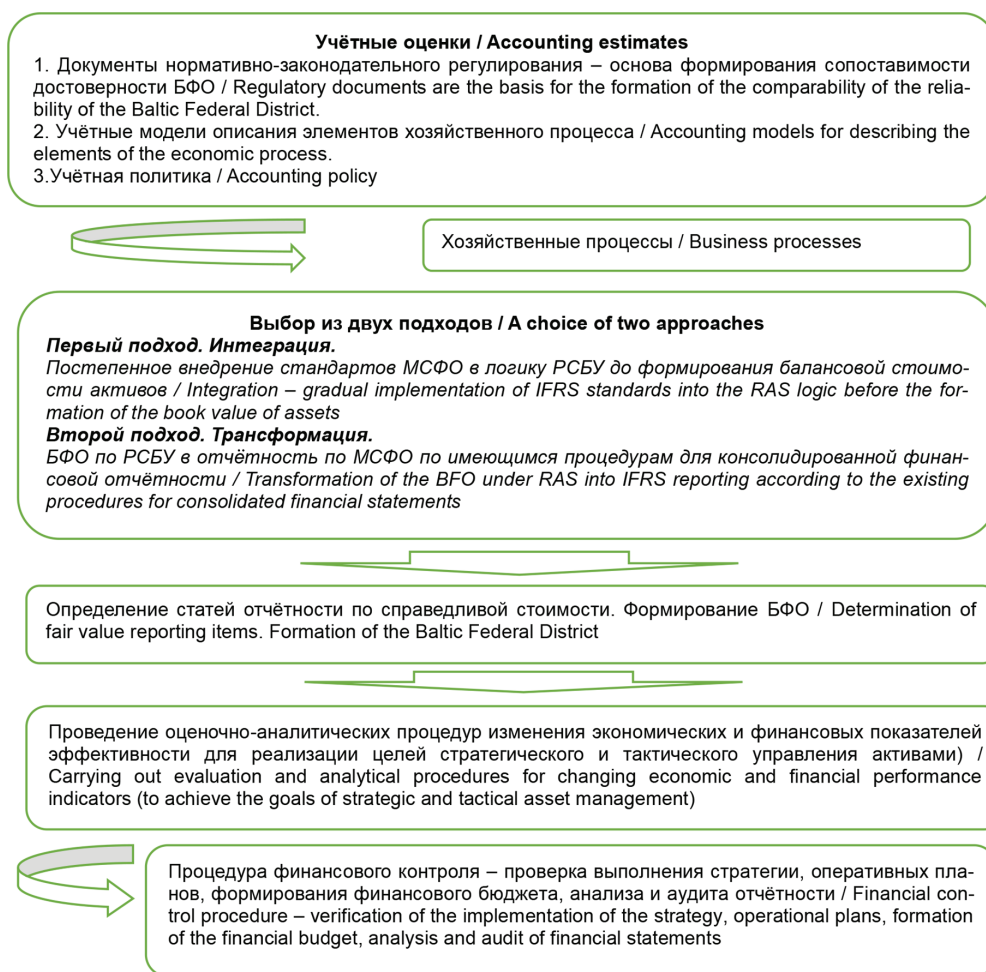 Учётные оценки / Accounting estimates
1. Документы нормативно-законодательного регулирования – основа формирования сопоставимости
достоверности БФО / Regulatory documents are the basis for the formation of the comparability of the relia-
bility of the Baltic Federal District.
2. Учётные модели описания элементов хозяйственного процесса / Accounting models for describing the
elements of the economic process.
3.Учётная политика / Accounting policy
Хозяйственные процессы / Business processes
Выбор из двух подходов / A choice of two approaches
Первый подход. Интеграция.
Постепенное внедрение стандартов МСФО в логику РСБУ до формирования балансовой стоимо-
сти активов / Integration – gradual implementation of IFRS standards into the RAS logic before the for-
mation of the book value of assets
Второй подход. Трансформация.
БФО по РСБУ в отчётность по МСФО по имеющимся процедурам для консолидированной финан-
совой отчётности / Transformation of the BFO under RAS into IFRS reporting according to the existing
procedures for consolidated financial statements
Определение статей отчётности по справедливой стоимости. Формирование БФО / Determination of
fair value reporting items. Formation of the Baltic Federal District
Проведение оценочно-аналитических процедур изменения экономических и финансовых показателей
эффективности для реализации целей стратегического и тактического управления активами) /
Carrying out evaluation and analytical procedures for changing economic and financial performance
indicators (to achieve the goals of strategic and tactical asset management)
Процедура финансового контроля – проверка выполнения стратегии, оперативных пла-
нов, формирования финансового бюджета, анализа и аудита отчётности / Financial con-
trol procedure – verification of the implementation of the strategy, operational plans, formation
of the financial budget, analysis and audit of financial statements